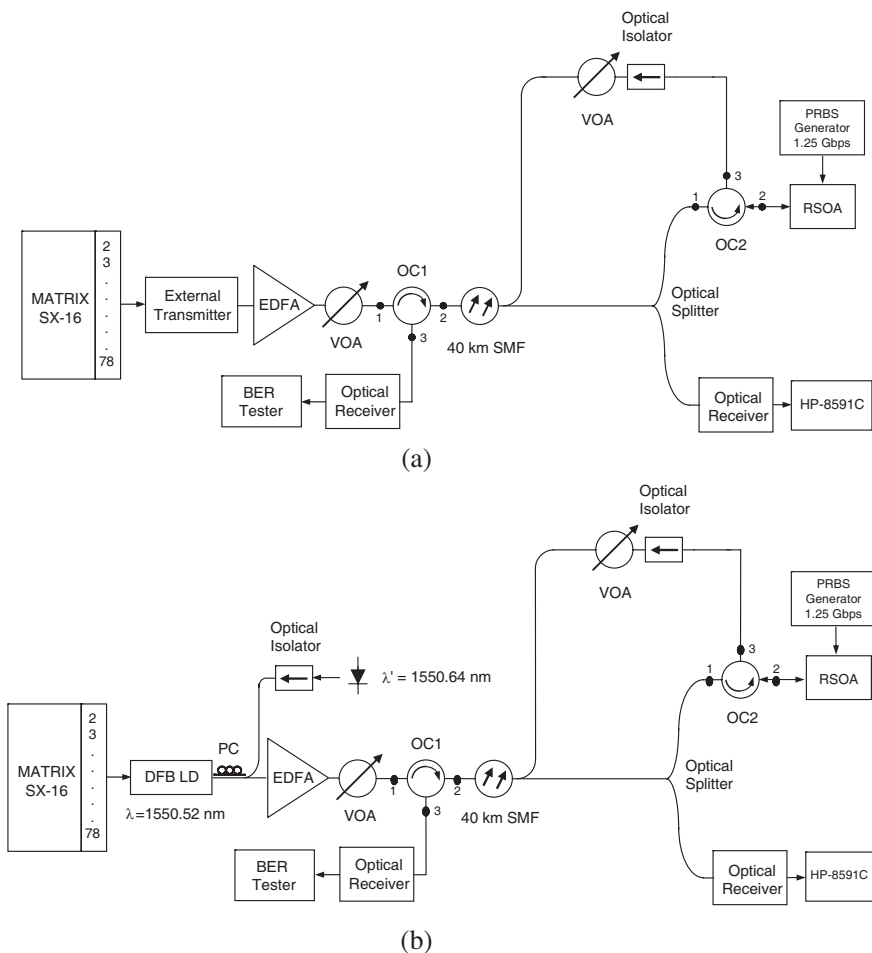 Optical
Isolator
VOA
PRBS
Generator
1.25 Gbps
3
1
2
RSOA
OC2
MATRIX
SX-16
2
3
.
.
.
.
.
78
External
Transmitter
EDFA
VOA
OC1
1
2
3
40 km SMF
Optical
Splitter
BER
Tester
Optical
Receiver
Optical
Receiver
HP-8591C
(a)
Optical
Isolator
VOA
PRBS
Generator
1.25 Gbps
3
1
2
RSOA
OC2
Optical
Isolator
λ' = 1550.64 nm
MATRIX
SX-16
2
3
.
.
.
.
.
78
PC
DFB LD
λ=1550.52 nm
EDFA
VOA
OC1
1
2
3
40 km SMF
Optical
Splitter
BER
Tester
Optical
Receiver
Optical
Receiver
HP-8591C
(b)